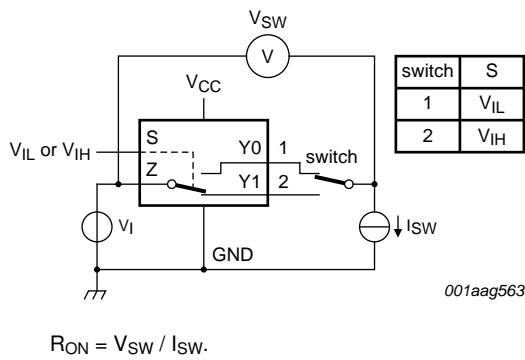 VSW
V
VCC
switch S
1 VIL
2 VIH
S
Y0 1
VIL or VIH
switch
Z
Y1 2
VI
ISW
GND
001aag563
RON = VSW / ISW.